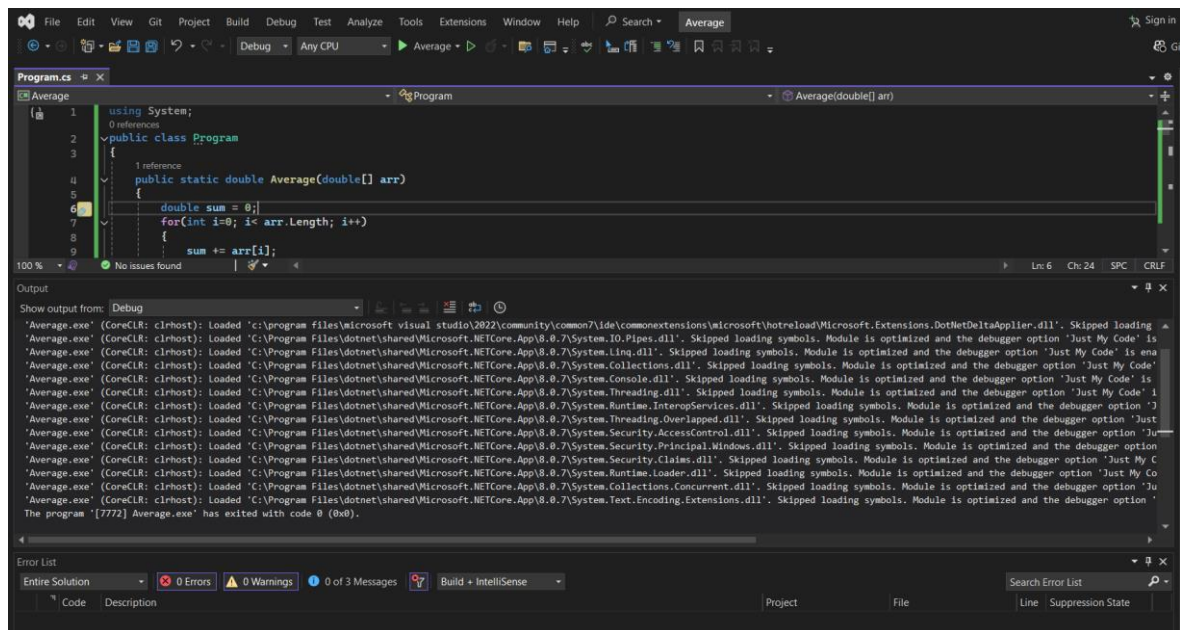 File Edit View Git Project Build Debug Test Analyze Tools Extensions Window Help Search Average Sign in
Debug Any CPU Average
Program.cs
Average Program Average(double[] arr)
1 using System;
0 references
2 public class Program
3 {
1 reference
4 public static double Average(double[] arr)
5 {
6 double sum = 0;
7 for(int i=0; i< arr.Length; i++)
8 {
9 sum += arr[i];
100 % No issues found Ln: 6 Ch: 24 SPC CRLF
Output
Show output from: Debug
'Average.exe' (CoreCLR: clrhost): Loaded 'c:\program files\microsoft visual studio\2022\community\common7\ide\commonextensions\microsoft\hotreload\Microsoft.Extensions.DotNetDeltaApplier.dll'. Skipped loading
'Average.exe' (CoreCLR: clrhost): Loaded 'C:\Program Files\dotnet\shared\Microsoft.NETCore.App\8.0.7\System.IO.Pipes.dll'. Skipped loading symbols. Module is optimized and the debugger option 'Just My Code' is
'Average.exe' (CoreCLR: clrhost): Loaded 'C:\Program Files\dotnet\shared\Microsoft.NETCore.App\8.0.7\System.Linq.dll'. Skipped loading symbols. Module is optimized and the debugger option 'Just My Code' is ena
'Average.exe' (CoreCLR: clrhost): Loaded 'C:\Program Files\dotnet\shared\Microsoft.NETCore.App\8.0.7\System.Collections.dll'. Skipped loading symbols. Module is optimized and the debugger option 'Just My Code'
'Average.exe' (CoreCLR: clrhost): Loaded 'C:\Program Files\dotnet\shared\Microsoft.NETCore.App\8.0.7\System.Console.dll'. Skipped loading symbols. Module is optimized and the debugger option 'Just My Code' is
'Average.exe' (CoreCLR: clrhost): Loaded 'C:\Program Files\dotnet\shared\Microsoft.NETCore.App\8.0.7\System.Threading.dll'. Skipped loading symbols. Module is optimized and the debugger option 'Just My Code' i
'Average.exe' (CoreCLR: clrhost): Loaded 'C:\Program Files\dotnet\shared\Microsoft.NETCore.App\8.0.7\System.Runtime.InteropServices.dll'. Skipped loading symbols. Module is optimized and the debugger option 'J
'Average.exe' (CoreCLR: clrhost): Loaded 'C:\Program Files\dotnet\shared\Microsoft.NETCore.App\8.0.7\System.Threading.Overlapped.dll'. Skipped loading symbols. Module is optimized and the debugger option 'Just
'Average.exe' (CoreCLR: clrhost): Loaded 'C:\Program Files\dotnet\shared\Microsoft.NETCore.App\8.0.7\System.Security.AccessControl.dll'. Skipped loading symbols. Module is optimized and the debugger option 'Ju
'Average.exe' (CoreCLR: clrhost): Loaded 'C:\Program Files\dotnet\shared\Microsoft.NETCore.App\8.0.7\System.Security.Principal.Windows.dll'. Skipped loading symbols. Module is optimized and the debugger option
'Average.exe' (CoreCLR: clrhost): Loaded 'C:\Program Files\dotnet\shared\Microsoft.NETCore.App\8.0.7\System.Security.Claims.dll'. Skipped loading symbols. Module is optimized and the debugger option 'Just My C
'Average.exe' (CoreCLR: clrhost): Loaded 'C:\Program Files\dotnet\shared\Microsoft.NETCore.App\8.0.7\System.Runtime.Loader.dll'. Skipped loading symbols. Module is optimized and the debugger option 'Just My Co
'Average.exe' (CoreCLR: clrhost): Loaded 'C:\Program Files\dotnet\shared\Microsoft.NETCore.App\8.0.7\System.Collections.Concurrent.dll'. Skipped loading symbols. Module is optimized and the debugger option 'Ju
'Average.exe' (CoreCLR: clrhost): Loaded 'C:\Program Files\dotnet\shared\Microsoft.NETCore.App\8.0.7\System.Text.Encoding.Extensions.dll'. Skipped loading symbols. Module is optimized and the debugger option '
The program '[7772] Average.exe' has exited with code 0 (0x0).
Error List
Entire Solution 0 Errors 0 Warnings 0 of 3 Messages Build + IntelliSense Search Error List
Code Description Project File Line Suppression State